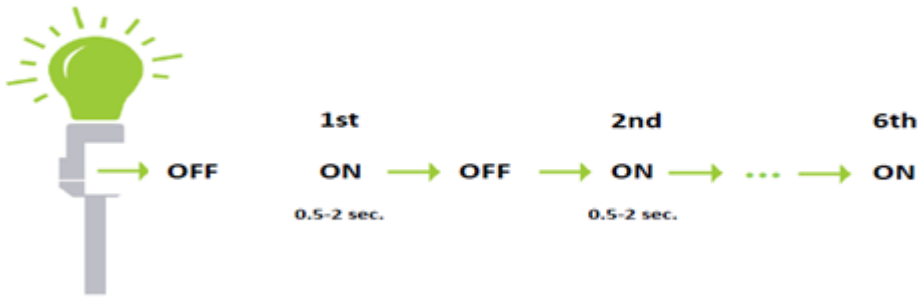 1st 2nd 6th
OFF ON OFF ON ... ON
0.5-2 sec. 0.5-2 sec.